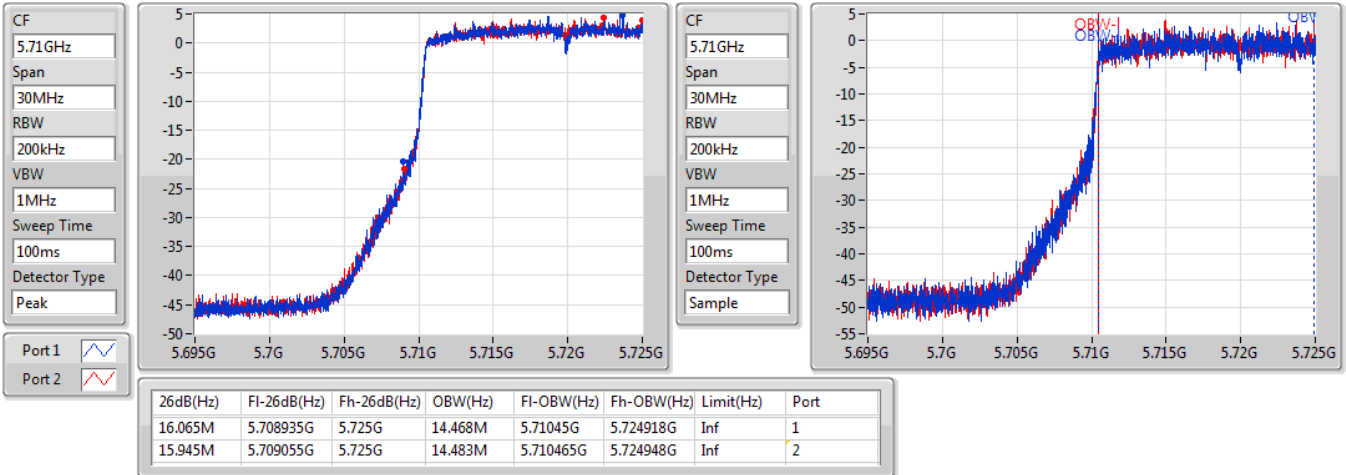 CF
5.71GHz
Span
30MHz
RBW
200kHz
VBW
1MHz
Sweep Time
100ms
Detector Type
Peak
Port 1
Port 2
5
0
-5
-10
-15
-20
-25
-30
-35
-40
-45
-50
5.695G 5.7G 5.705G 5.71G 5.715G 5.72G 5.725G
CF
5.71GHz
Span
30MHz
RBW
200kHz
VBW
1MHz
Sweep Time
100ms
Detector Type
Sample
5
0
-5
-10
-15
-20
-25
-30
-35
-40
-45
-50
-55
OBW-l
OBW-l
5.695G 5.7G 5.705G 5.71G 5.715G 5.72G 5.725G
26dB(Hz) Fl-26dB(Hz) Fh-26dB(Hz) OBW(Hz) Fl-OBW(Hz) Fh-OBW(Hz) Limit(Hz) Port
16.065M 5.708935G 5.725G 14.468M 5.71045G 5.724918G Inf 1
15.945M 5.709055G 5.725G 14.483M 5.710465G 5.724948G Inf 2